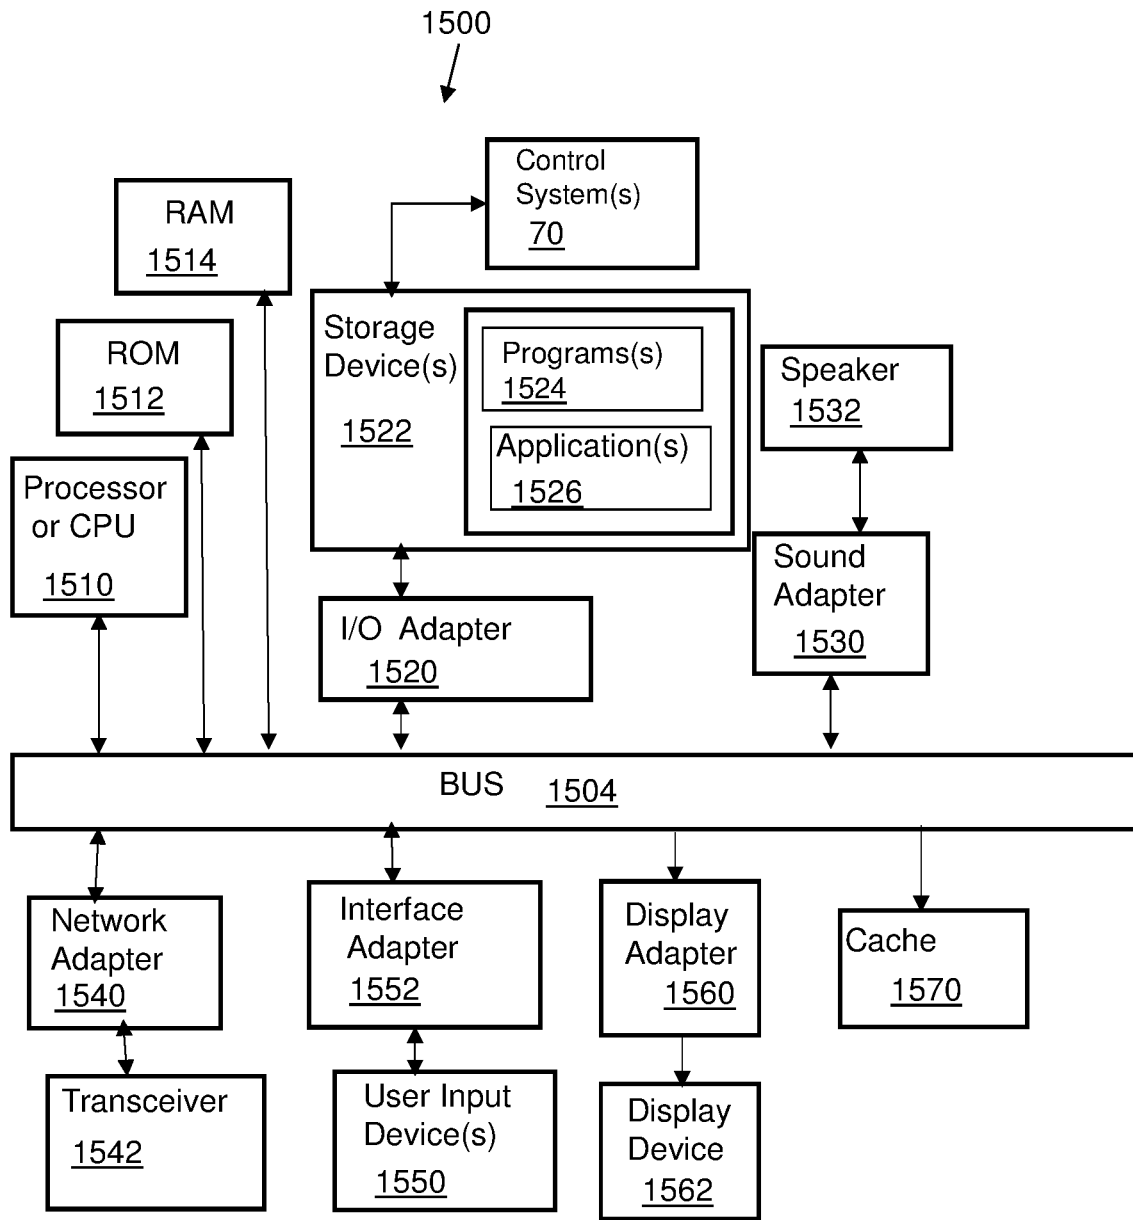 1500
Control
System(s)
70
RAM
1514
Storage
Device(s)
1522
Programs(s)
1524
Application(s)
1526
ROM
1512
Speaker
1532
Processor
or CPU
1510
Sound
Adapter
1530
I/O Adapter
1520
BUS 1504
Network
Adapter
1540
Interface
Adapter
1552
Display
Adapter
1560
Cache
1570
Transceiver
1542
User Input
Device(s)
1550
Display
Device
1562